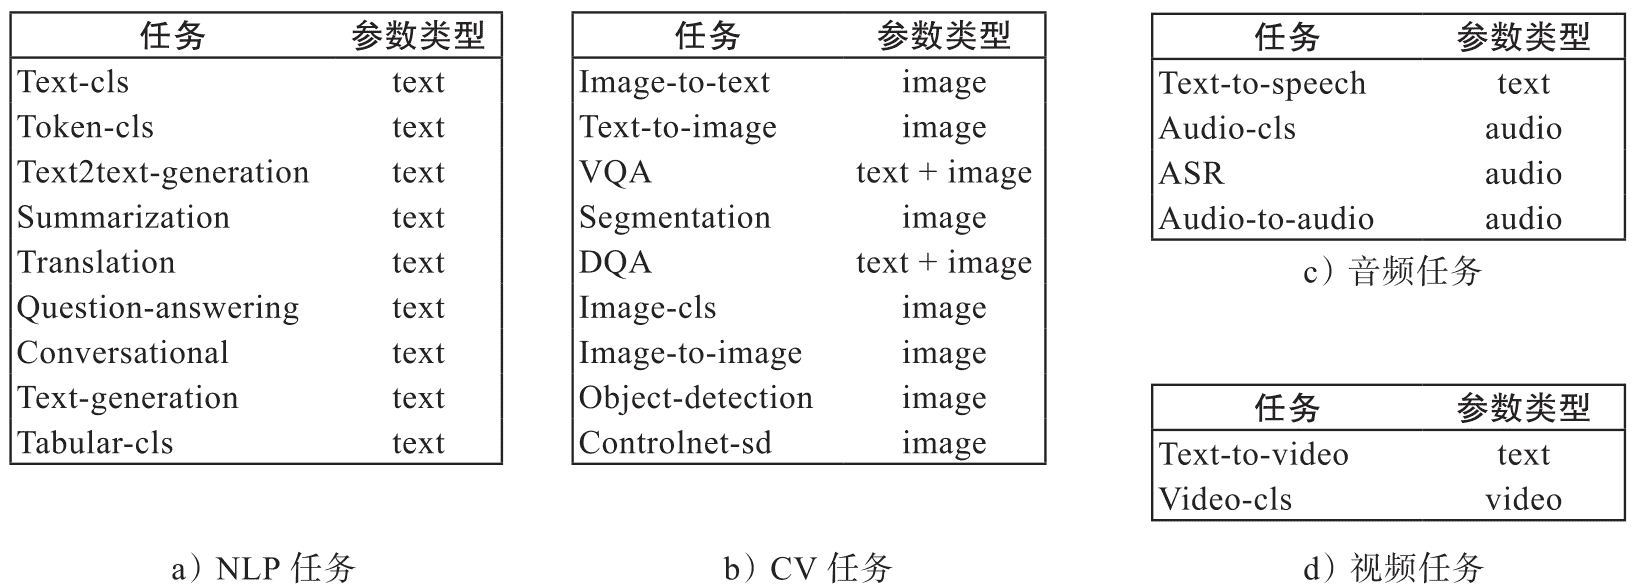 任务 参数类型
Text-cls text
Token-cls text
Text2text-generation text
Summarization text
Translation text
Question-answering text
Conversational text
Text-generation text
Tabular-cls text
a）NLP 任务
任务 参数类型
Image-to-text image
Text-to-image image
VQA text + image
Segmentation image
DQA text + image
Image-cls image
Image-to-image image
Object-detection image
Controlnet-sd image
b）CV 任务
任务 参数类型
Text-to-speech text
Audio-cls audio
ASR audio
Audio-to-audio audio
c）音频任务
任务 参数类型
Text-to-video text
Video-cls video
d）视频任务